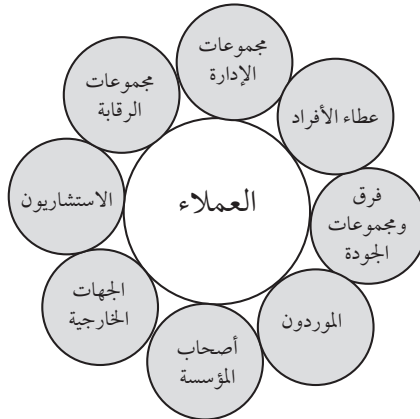 مجموعات
الإدارة
عطاء الأفراد
فرق
ومجموعات
الجودة
الموردون
أصحاب
المؤسسة
الجهات
الخارجية
الاستشاريون
مجموعات
الرقابة
العملاء